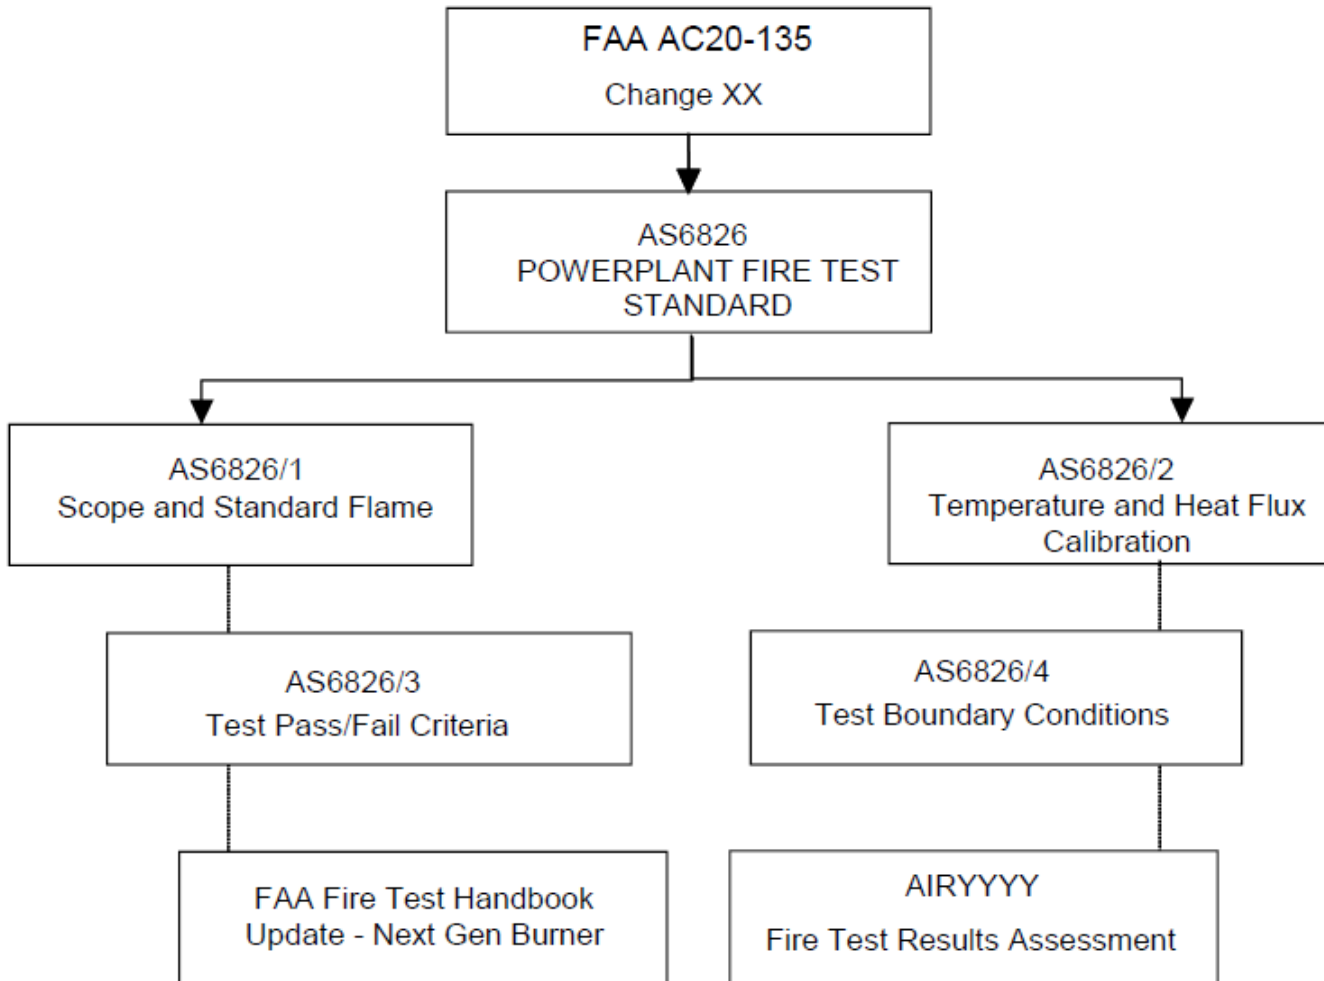 FAA AC20-135
Change XX
AS6826
POWERPLANT FIRE TEST
STANDARD
AS6826/1
Scope and Standard Flame
AS6826/2
Temperature and Heat Flux
Calibration
AS6826/3
Test Pass/Fail Criteria
AS6826/4
Test Boundary Conditions
FAA Fire Test Handbook
Update - Next Gen Burner
AIRYYYY
Fire Test Results Assessment